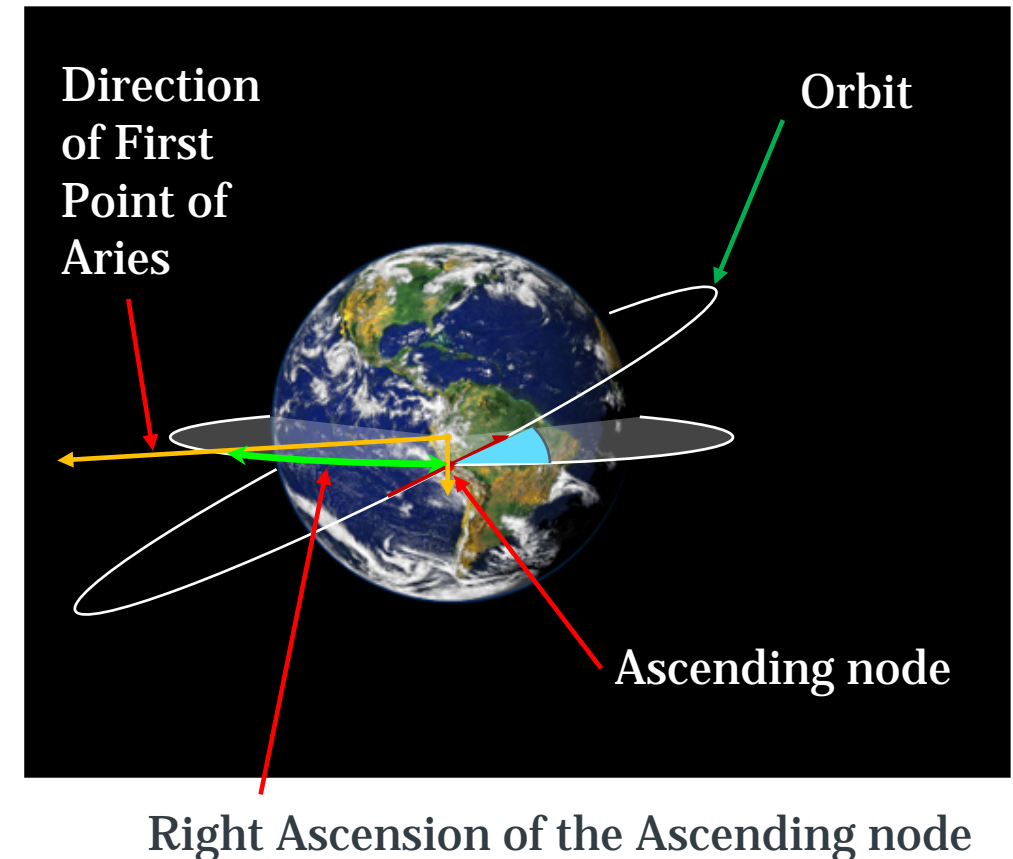 Direction
of First
Point of
Aries
Orbit
Ascending node
Right Ascension of the Ascending node